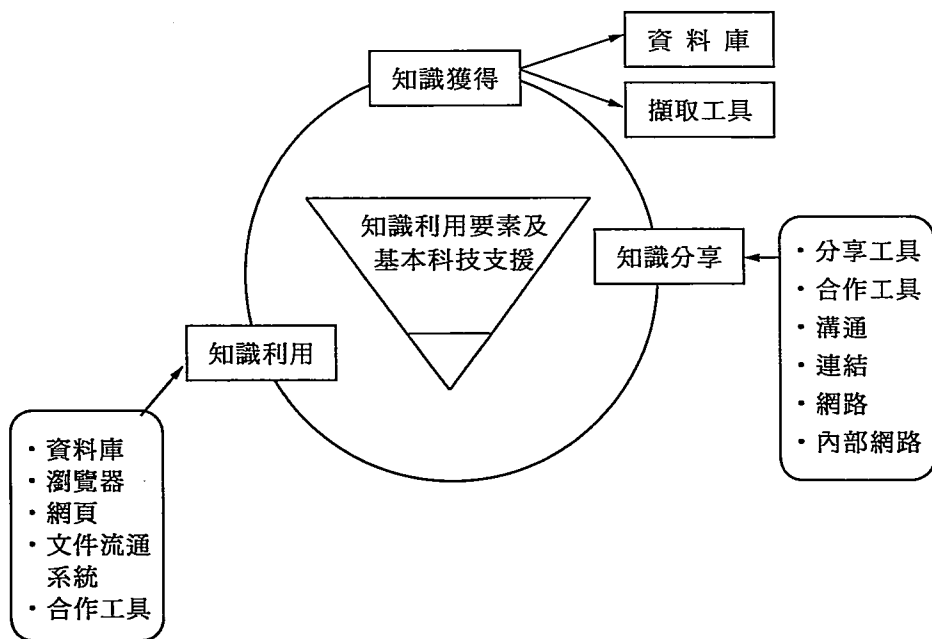 資料庫
知識獲得
擷取工具
知識利用要素及
基本科技支援
知識分享
・分享工具
・合作工具
・溝通
・連結
・網路
・內部網路
知識利用
・資料庫
・瀏覽器
・網頁
・文件流通
系統
・合作工具